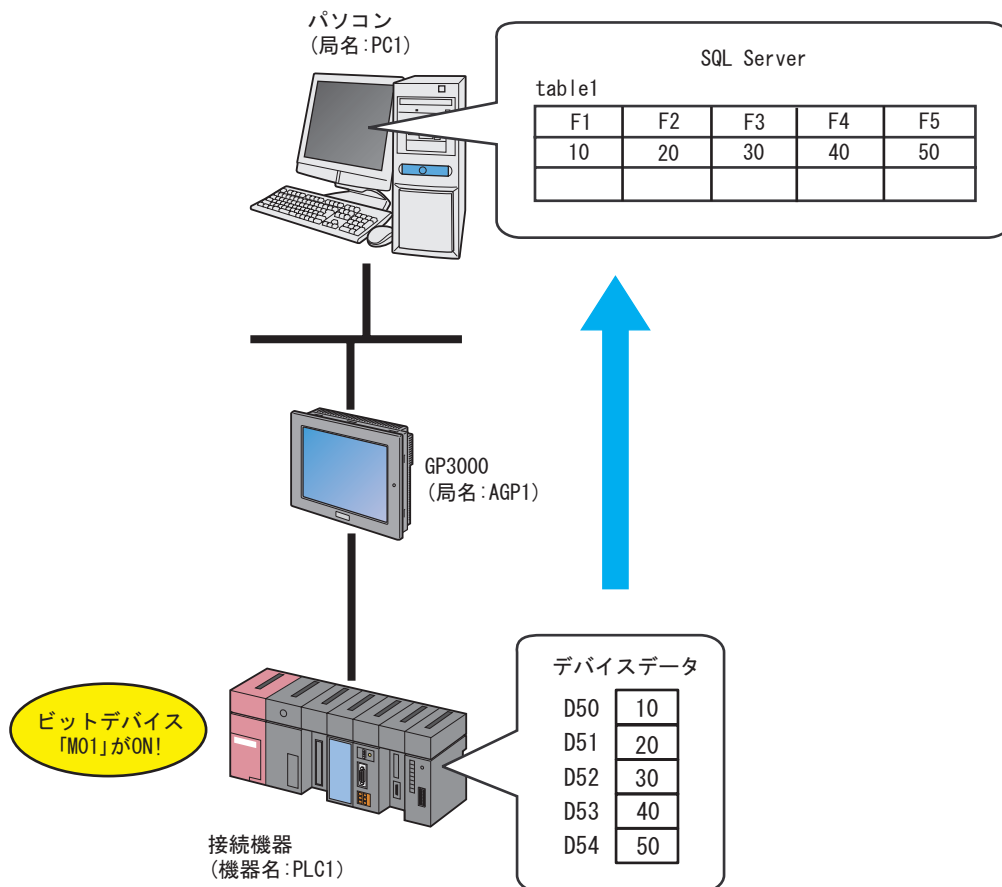 パソコン
(局名:PC1)
SQL Server
table1
F1 F2 F3 F4 F5
10 20 30 40 50
GP3000
(局名:AGP1)
デバイスデータ
D50 10
D51 20
D52 30
D53 40
D54 50
ビットデバイス
「M01」がON!
接続機器
(機器名:PLC1)